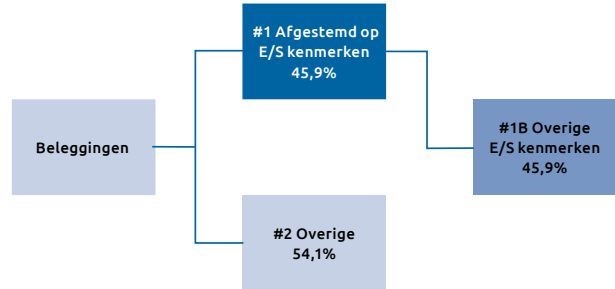 #1 Afgestemd op
E/S kenmerken
45,9%
Beleggingen
#1B Overige
E/S kenmerken
45,9%
#2 Overige
54,1%